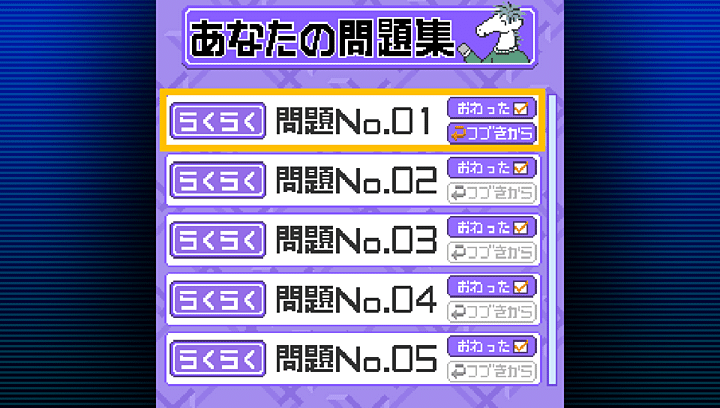 あなたの問題集
らくらく 問題No.01 おわった
つづきから
らくらく 問題No.02 おわった
つづきから
らくらく 問題No.03 おわった
つづきから
らくらく 問題No.04 おわった
つづきから
らくらく 問題No.05 おわった
つづきから